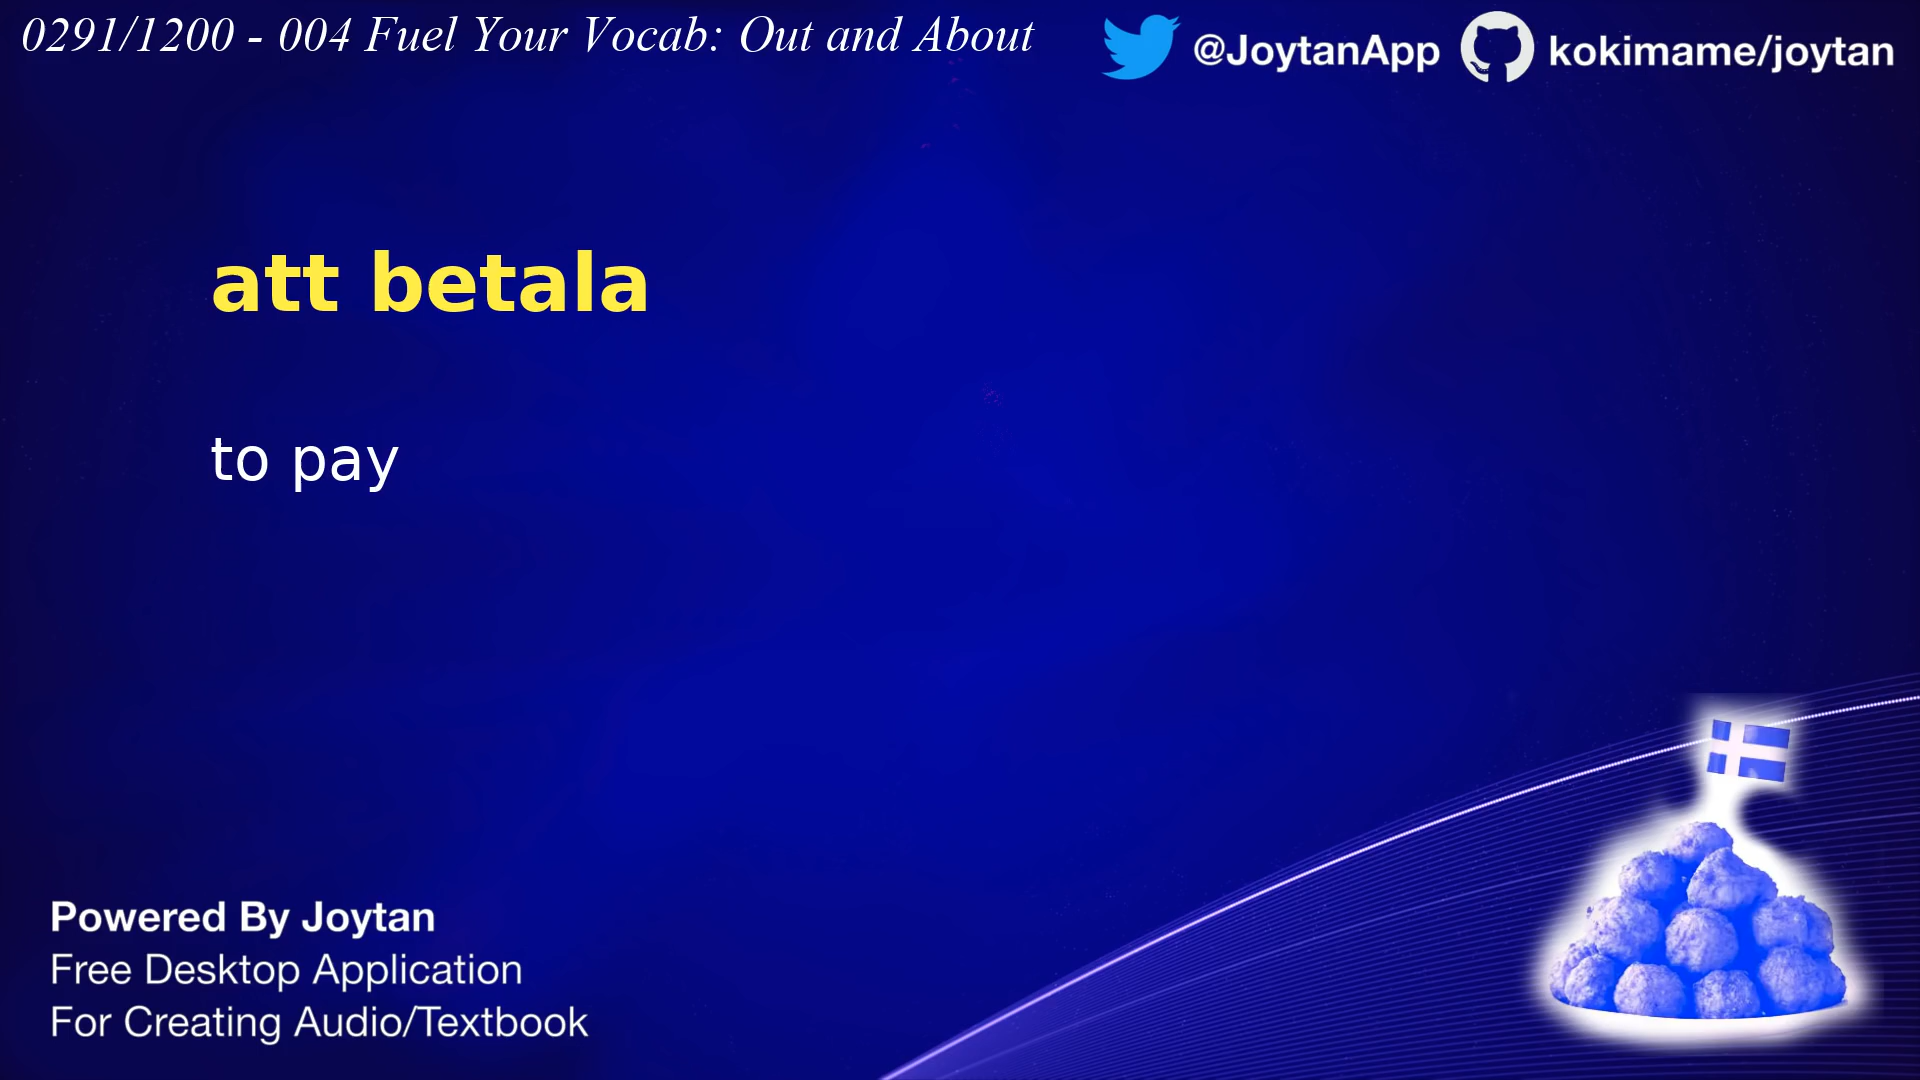 0291/1200 - 004 Fuel Your Vocab: Out and About
@JoytanApp
kokimame/joytan
att betala
to pay
Powered By Joytan
Free Desktop Application
For Creating Audio/Textbook